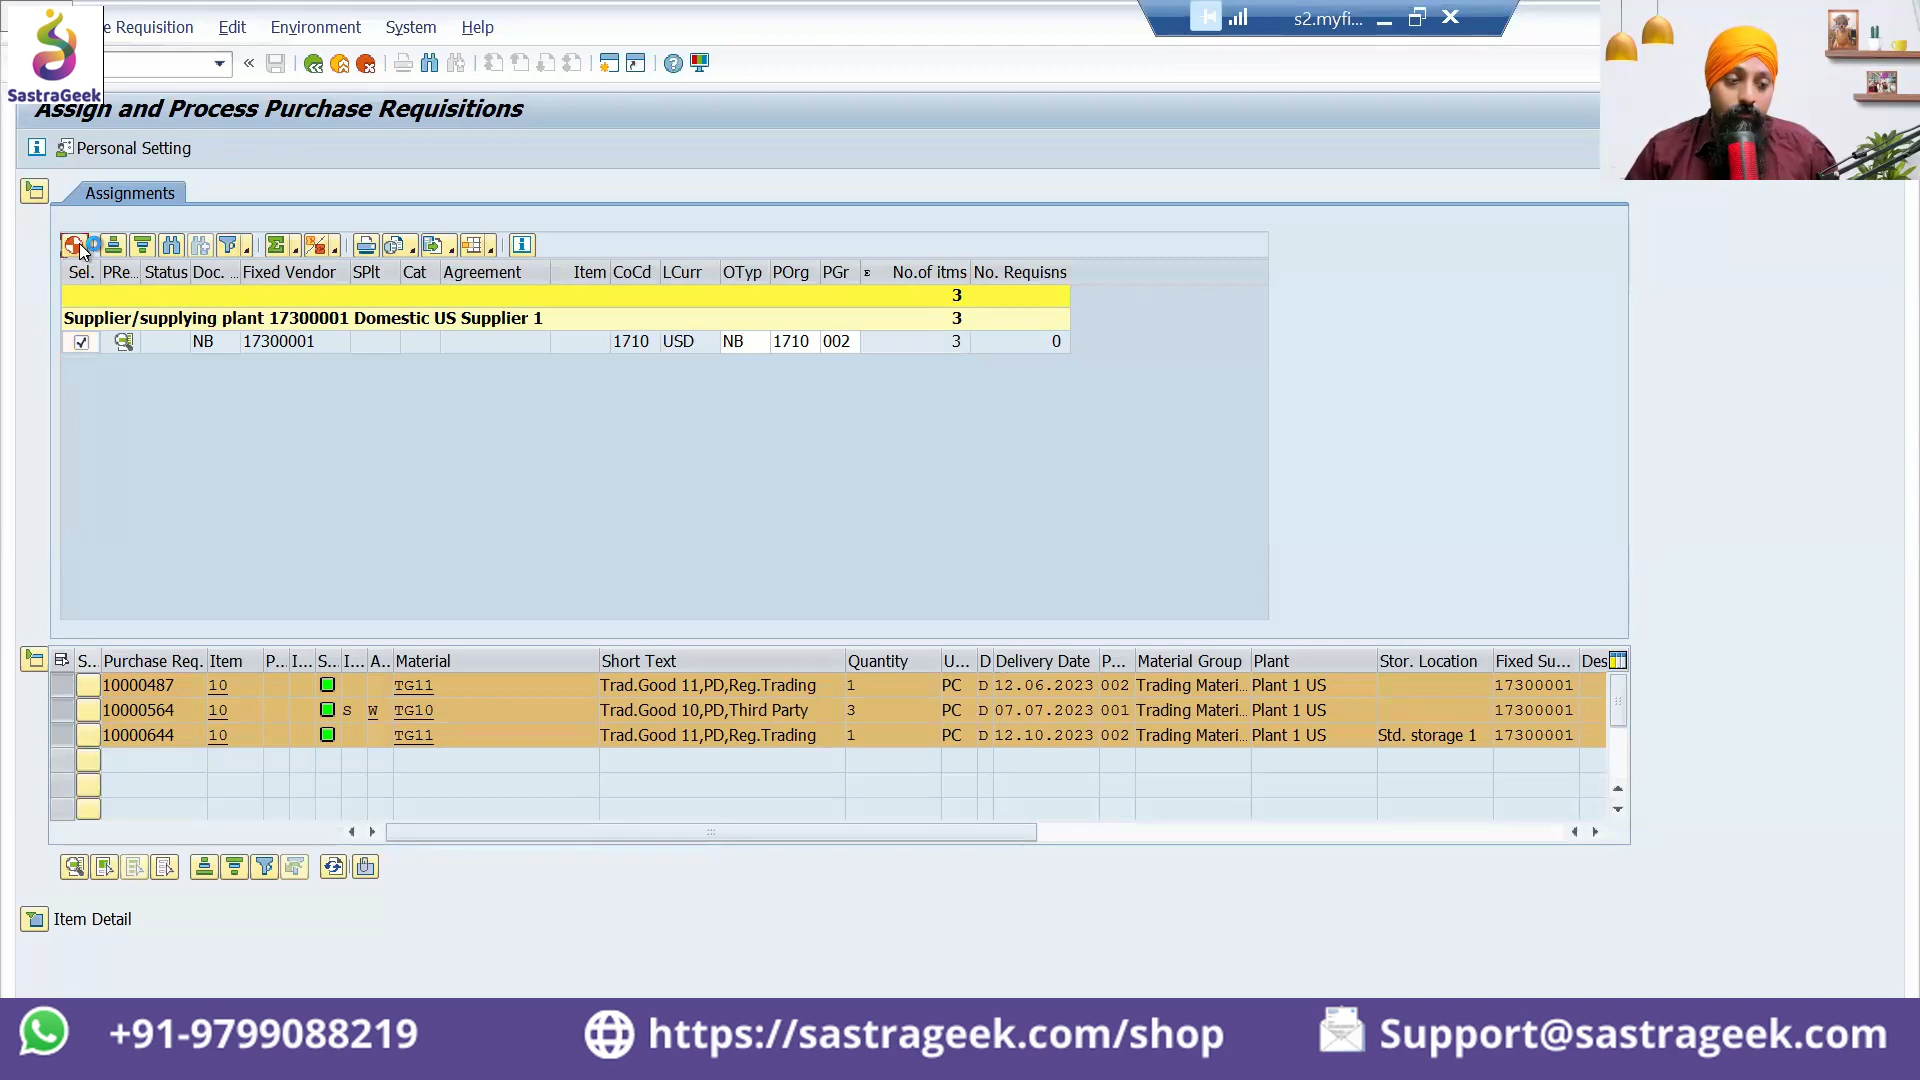 e Requisition Edit Environment System Help
s2.myfi...
SastraGeek
Assign and Process Purchase Requisitions
Personal Setting
Assignments
Sel. PRe... Status Doc. ... Fixed Vendor SPlt Cat Agreement Item CoCd LCurr OTyp POrg PGr Σ No.of itms No. Requisns
3
Supplier/supplying plant 17300001 Domestic US Supplier 1 3
NB 17300001 1710 USD NB 1710 002 3 0
S... Purchase Req. Item P... I... S... I... A... Material Short Text Quantity U... D Delivery Date P... Material Group Plant Stor. Location Fixed Su... Des
10000487 10 TG11 Trad.Good 11,PD,Reg.Trading 1 PC D 12.06.2023 002 Trading Materi... Plant 1 US 17300001
10000564 10 S W TG10 Trad.Good 10,PD,Third Party 3 PC D 07.07.2023 001 Trading Materi... Plant 1 US 17300001
10000644 10 TG11 Trad.Good 11,PD,Reg.Trading 1 PC D 12.10.2023 002 Trading Materi... Plant 1 US Std. storage 1 17300001
Item Detail
+91-9799088219 https://sastrageek.com/shop Support@sastrageek.com